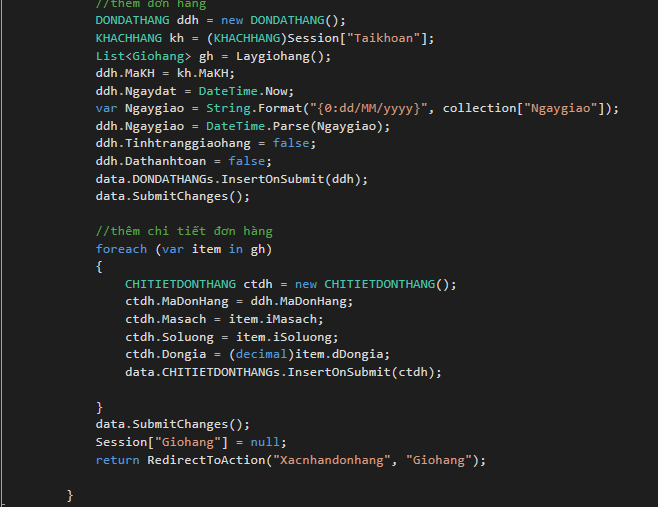 //thêm đơn hàng
DONDATHANG ddh = new DONDATHANG();
KHACHHANG kh = (KHACHHANG)Session["Taikhoan"];
List<Giohang> gh = Laygiohang();
ddh.MaKH = kh.MaKH;
ddh.Ngaydat = DateTime.Now;
var Ngaygiao = String.Format("{0:dd/MM/yyyy}", collection["Ngaygiao"]);
ddh.Ngaygiao = DateTime.Parse(Ngaygiao);
ddh.Tinhtranggiaohang = false;
ddh.Dathanhtoan = false;
data.DONDATHANGs.InsertOnSubmit(ddh);
data.SubmitChanges();
//thêm chi tiết đơn hàng
foreach (var item in gh)
{
CHITIETDONTHANG ctdh = new CHITIETDONTHANG();
ctdh.MaDonHang = ddh.MaDonHang;
ctdh.Masach = item.iMasach;
ctdh.Soluong = item.iSoluong;
ctdh.Dongia = (decimal)item.dDongia;
data.CHITIETDONTHANGs.InsertOnSubmit(ctdh);
}
data.SubmitChanges();
Session["Giohang"] = null;
return RedirectToAction("Xacnhandonhang", "Giohang");
}